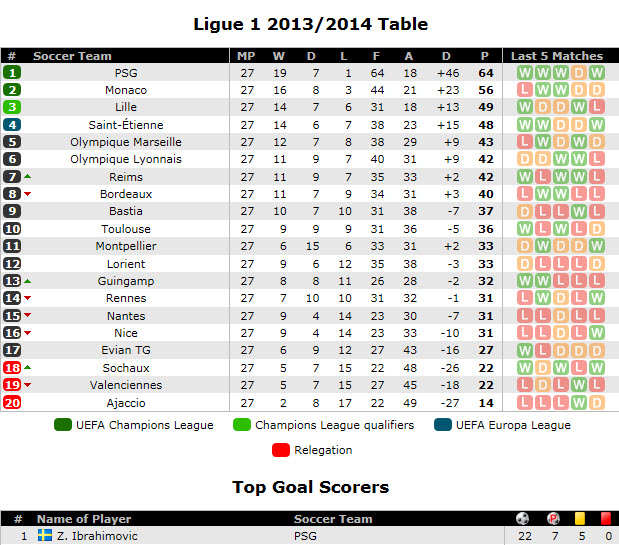 Ligue 1 2013/2014 Table
# Soccer Team MP W D L F A D P Last 5 Matches
1 PSG 27 19 7 1 64 18 +46 64 W W W D W
2 Monaco 27 16 8 3 44 21 +23 56 L W W D D
3 Lille 27 14 7 6 31 18 +13 49 W D D W L
4 Saint-Étienne 27 14 6 7 38 23 +15 48 W W D D W
5 Olympique Marseille 27 12 7 8 38 29 +9 43 L W D W D
6 Olympique Lyonnais 27 11 9 7 40 31 +9 42 D D W W L
7 Reims 27 11 9 7 35 33 +2 42 W L W W L
8 Bordeaux 27 11 7 9 34 31 +3 40 L W W L L
9 Bastia 27 10 7 10 31 38 -7 37 D L L W L
10 Toulouse 27 9 9 9 31 36 -5 36 W L W L D
11 Montpellier 27 6 15 6 33 31 +2 33 D W D D W
12 Lorient 27 9 6 12 35 38 -3 33 D L L L L
13 Guingamp 27 8 8 11 26 28 -2 32 W W L L L
14 Rennes 27 7 10 10 31 32 -1 31 L W D L W
15 Nantes 27 9 4 14 23 30 -7 31 L L D L L
16 Nice 27 9 4 14 23 33 -10 31 L W L L W
17 Evian TG 27 6 9 12 27 43 -16 27 W L D D D
18 Sochaux 27 5 7 15 22 48 -26 22 W D W L W
19 Valenciennes 27 5 7 15 27 45 -18 22 L D L W L
20 Ajaccio 27 2 8 17 22 49 -27 14 L L L W D
UEFA Champions League Champions League qualifiers UEFA Europa League
Relegation
Top Goal Scorers
# Name of Player Soccer Team P
1 Z. Ibrahimovic PSG 22 7 5 0